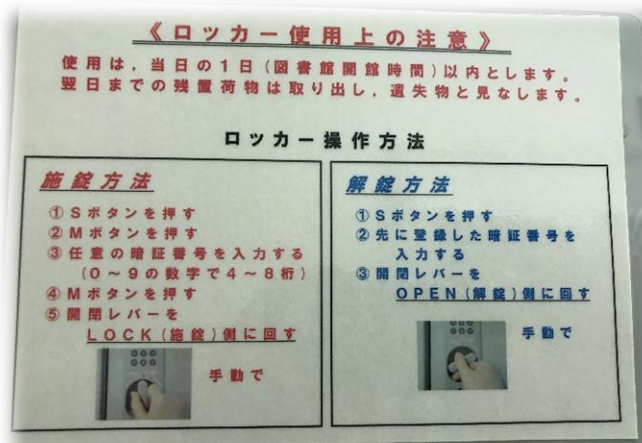 《ロッカー使用上の注意》
使用は,当日の1日(図書館開館時間)以内とします。
翌日までの残置荷物は取り出し,遺失物と見なします。
ロッカー操作方法
施錠方法
①Sボタンを押す
②Mボタンを押す
③任意の暗証番号を入力する
(0~9の数字で4~8桁)
④Mボタンを押す
⑤開閉レバーを
LOCK(施錠)側に回す
手動で
解錠方法
①Sボタンを押す
②先に登録した暗証番号を
入力する
③開閉レバーを
OPEN(解錠)側に回す
手動で